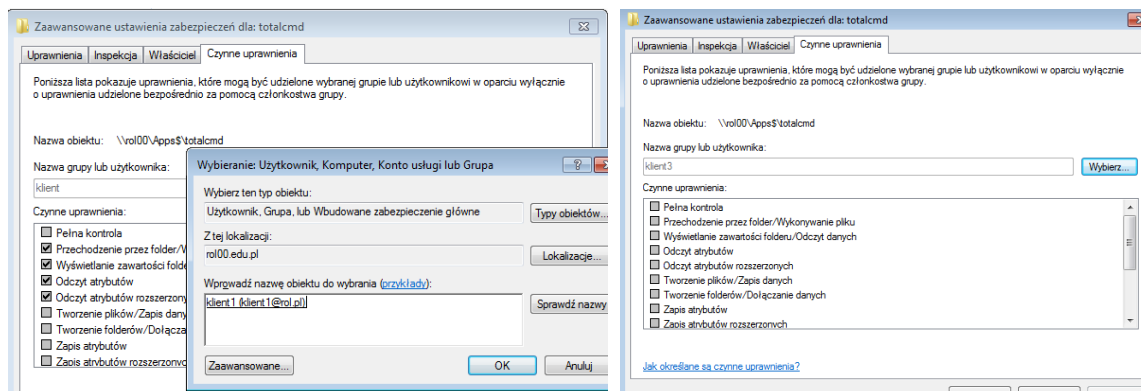 Zaawansowane ustawienia zabezpieczeń dla: totalcmd
Uprawnienia Inspekcja Właściciel Czynne uprawnienia
Poniższa lista pokazuje uprawnienia, które mogą być udzielone wybranej grupie lub użytkownikowi w oparciu wyłącznie
o uprawnienia udzielone bezpośrednio za pomocą członkostwa grupy.
Nazwa obiektu: \\rol00\Apps$\totalcmd
Nazwa grupy lub użytkownika:
klient
Czynne uprawnienia:
Pełna kontrola
Przechodzenie przez folder/W
Wyświetlanie zawartości folde
Odczyt atrybutów
Odczyt atrybutów rozszerzony
Tworzenie plików/Zapis dany
Tworzenie folderów/Dołącza
Zapis atrybutów
Zapis atrybutów rozszerzonyc
Wybieranie: Użytkownik, Komputer, Konto usługi lub Grupa
Wybierz ten typ obiektu:
Użytkownik, Grupa, lub Wbudowane zabezpieczenie główne
Typy obiektów...
Z tej lokalizacji:
rol00.edu.pl
Lokalizacje...
Wprowadź nazwę obiektu do wybrania (przykłady):
klient1 (klient1@rol.pl)
Sprawdź nazwy
Zaawansowane...
OK
Anuluj
Zaawansowane ustawienia zabezpieczeń dla: totalcmd
Uprawnienia Inspekcja Właściciel Czynne uprawnienia
Poniższa lista pokazuje uprawnienia, które mogą być udzielone wybranej grupie lub użytkownikowi w oparciu wyłącznie
o uprawnienia udzielone bezpośrednio za pomocą członkostwa grupy.
Nazwa obiektu: \\rol00\Apps$\totalcmd
Nazwa grupy lub użytkownika:
klient3
Wybierz...
Czynne uprawnienia:
Pełna kontrola
Przechodzenie przez folder/Wykonywanie pliku
Wyświetlanie zawartości folderu/Odczyt danych
Odczyt atrybutów
Odczyt atrybutów rozszerzonych
Tworzenie plików/Zapis danych
Tworzenie folderów/Dołączanie danych
Zapis atrybutów
Zapis atrybutów rozszerzonych
Jak określane są czynne uprawnienia?